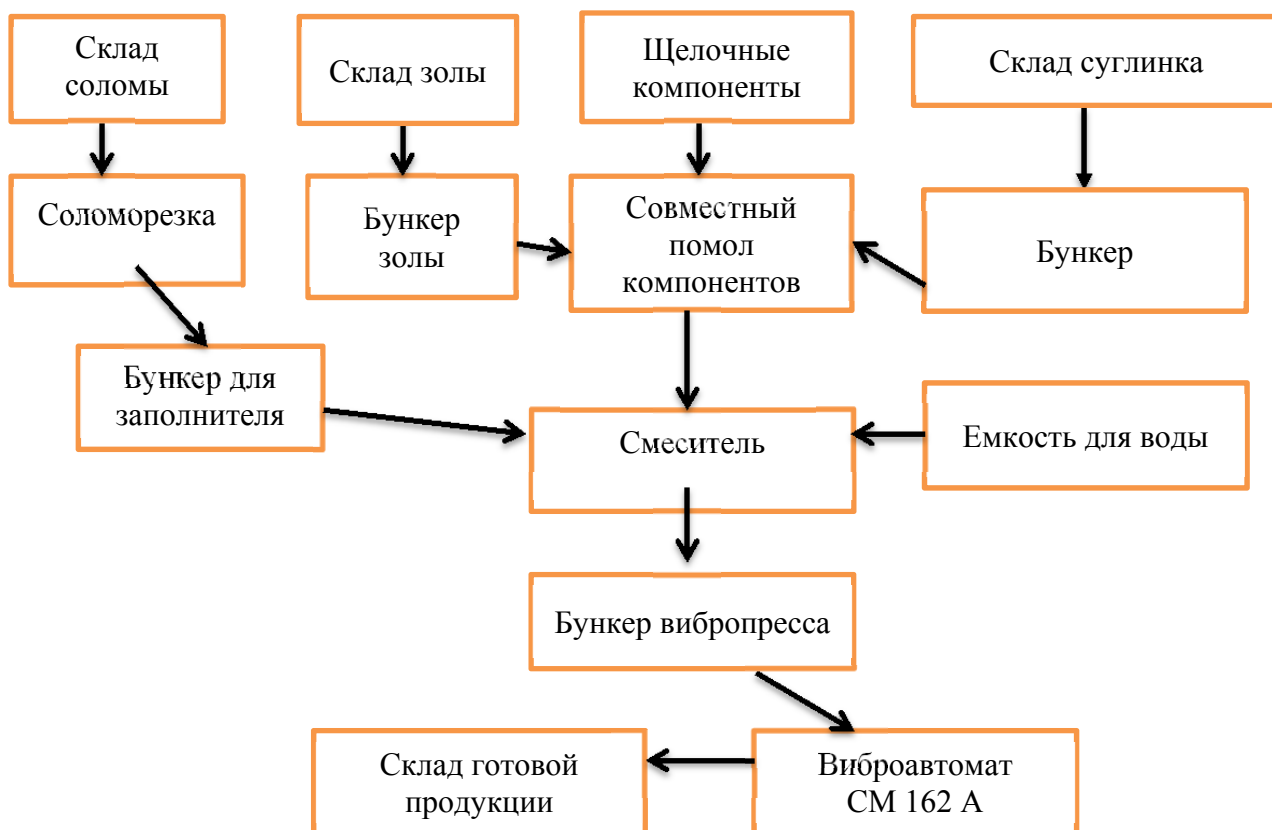 Склад
соломы
Склад золы
Щелочные
компоненты
Склад суглинка
Соломорезка
Бункер
золы
Совместный
помол
компонентов
Бункер
Бункер для
заполнителя
Смеситель
Емкость для воды
Бункер вибропресса
Склад готовой
продукции
Виброавтомат
СМ 162 А